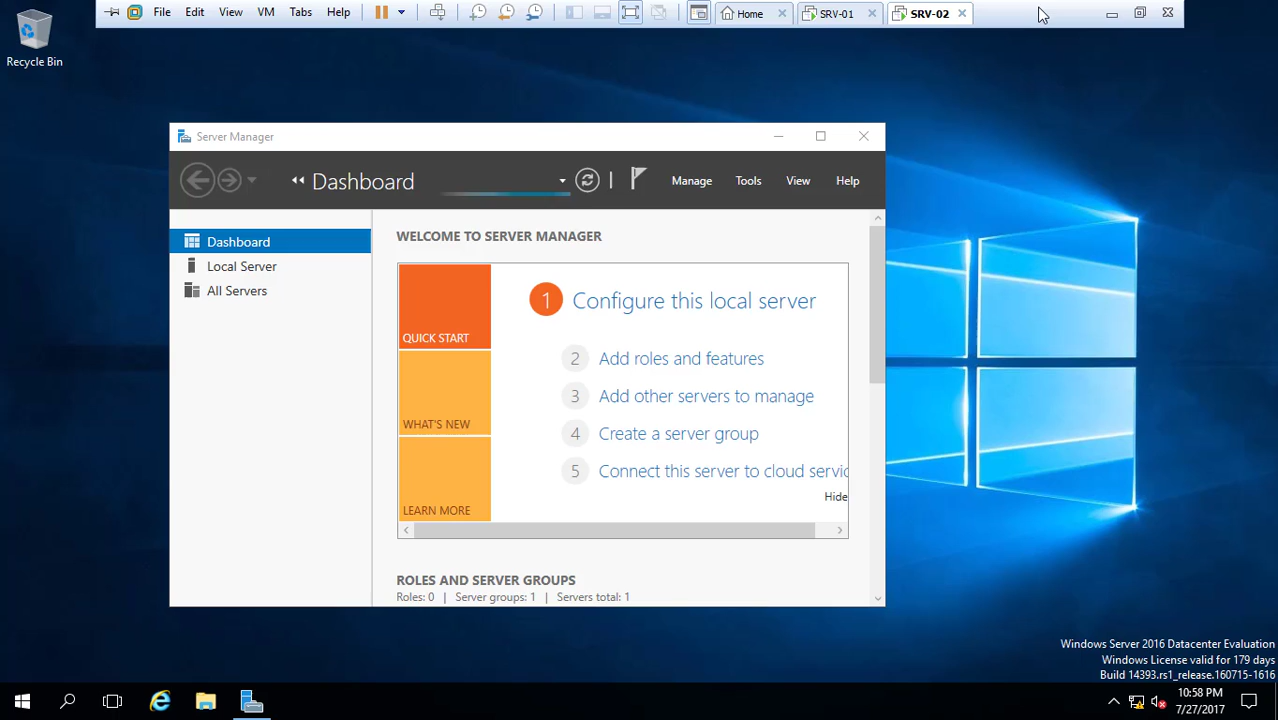 File Edit View VM Tabs Help Home SRV-01 SRV-02
Recycle Bin
Server Manager
Dashboard Manage Tools View Help
Dashboard
Local Server
All Servers
WELCOME TO SERVER MANAGER
QUICK START
WHAT'S NEW
LEARN MORE
1 Configure this local server
2 Add roles and features
3 Add other servers to manage
4 Create a server group
5 Connect this server to cloud servic
Hide
ROLES AND SERVER GROUPS
Roles: 0 | Server groups: 1 | Servers total: 1
Windows Server 2016 Datacenter Evaluation
Windows License valid for 179 days
Build 14393.rs1_release.160715-1616
10:58 PM
7/27/2017